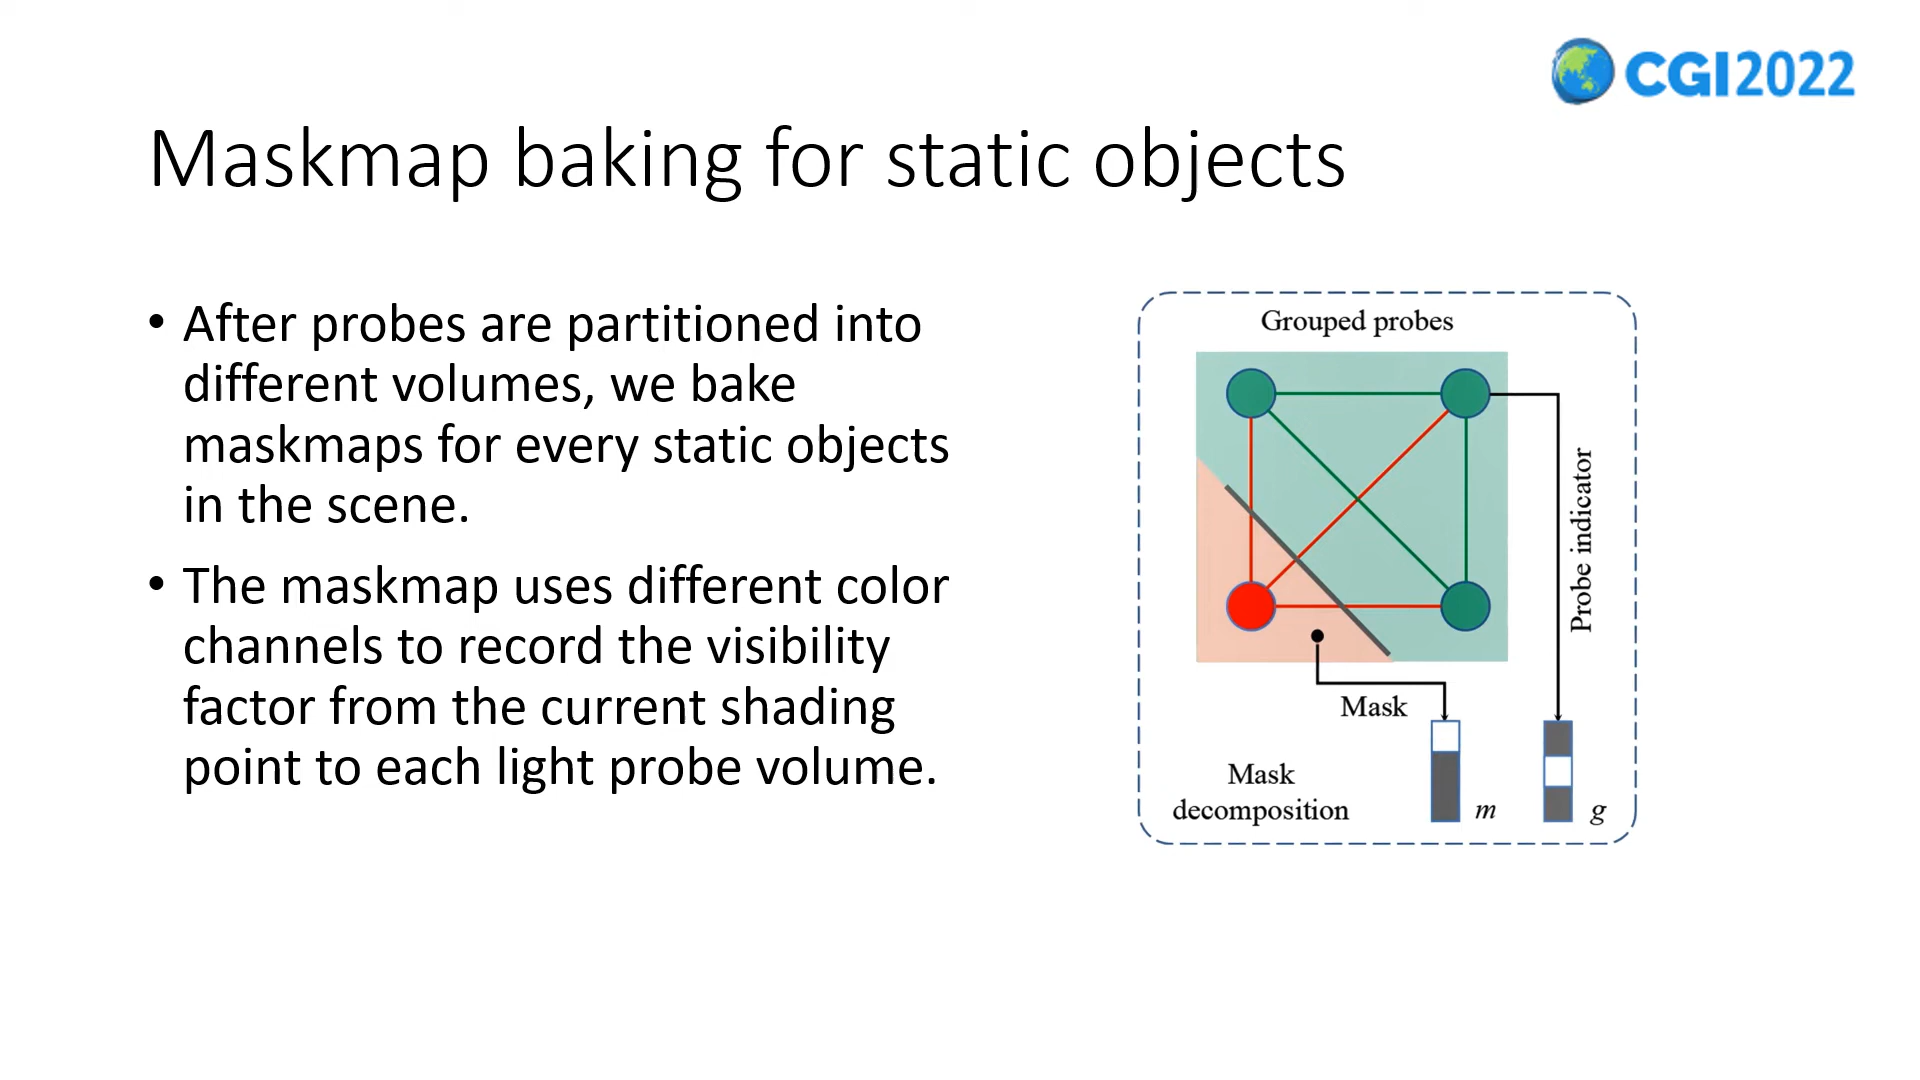 CGI2022
Maskmap baking for static objects
• After probes are partitioned into
different volumes, we bake
maskmaps for every static objects
in the scene.
• The maskmap uses different color
channels to record the visibility
factor from the current shading
point to each light probe volume.
Grouped probes
Probe indicator
Mask
Mask
decomposition
m
g